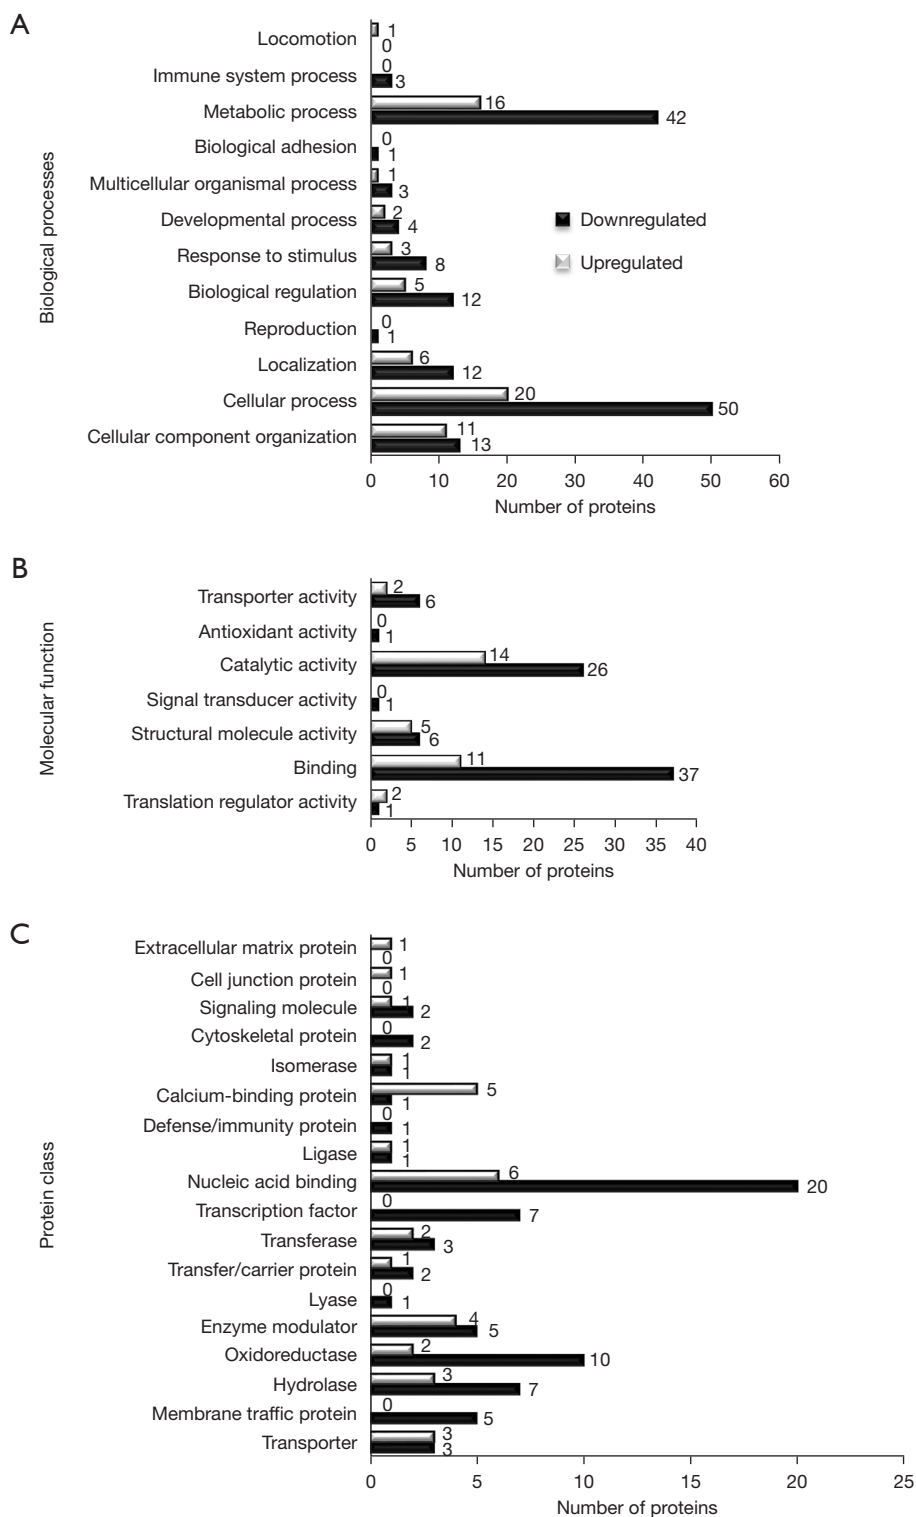 A
Locomotion
1
0
Immune system process
0
3
Metabolic process
16
42
Biological adhesion
0
1
Multicellular organismal process
1
3
Developmental process
2
4
Response to stimulus
3
8
Biological regulation
5
12
Reproduction
0
1
Localization
6
12
Cellular process
20
50
Cellular component organization
11
13
Biological processes
Downregulated
Upregulated
0 10 20 30 40 50 60
Number of proteins
B
Transporter activity
2
6
Antioxidant activity
0
1
Catalytic activity
14
26
Signal transducer activity
0
1
Structural molecule activity
5
6
Binding
11
37
Translation regulator activity
2
1
Molecular function
0 5 10 15 20 25 30 35 40
Number of proteins
C
Extracellular matrix protein
1
0
Cell junction protein
1
0
Signaling molecule
1
2
Cytoskeletal protein
0
2
Isomerase
1
1
Calcium-binding protein
5
1
Defense/immunity protein
0
1
Ligase
1
1
Nucleic acid binding
6
20
Transcription factor
0
7
Transferase
2
3
Transfer/carrier protein
1
2
Lyase
0
1
Enzyme modulator
4
5
Oxidoreductase
2
10
Hydrolase
3
7
Membrane traffic protein
0
5
Transporter
3
3
Protein class
0 5 10 15 20 25
Number of proteins